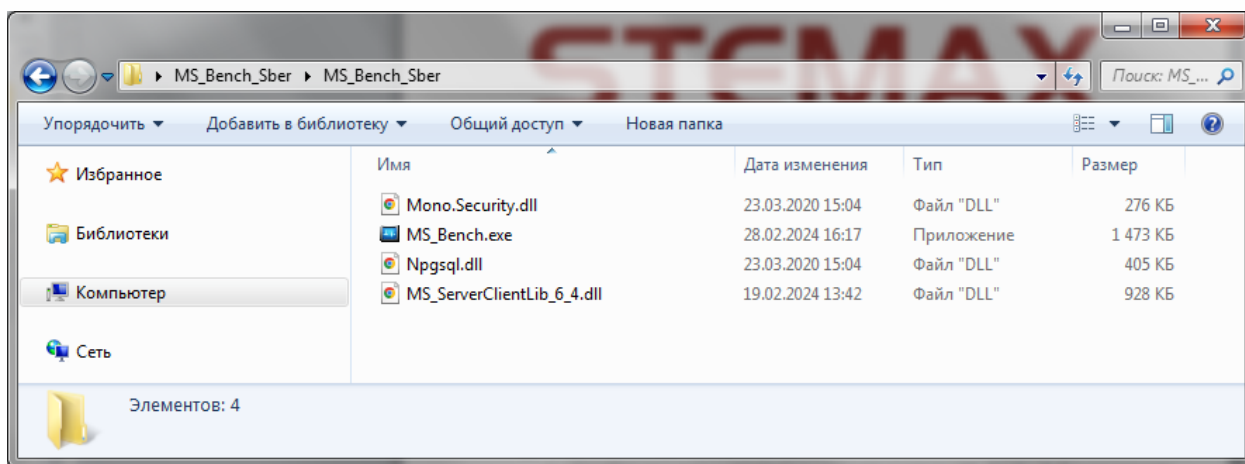 STEMAX
MS_Bench_Sber ▸ MS_Bench_Sber Поиск: MS_...
Упорядочить Добавить в библиотеку Общий доступ Новая папка
Избранное
Библиотеки
Компьютер
Сеть
Имя Дата изменения Тип Размер
Mono.Security.dll 23.03.2020 15:04 Файл "DLL" 276 КБ
MS_Bench.exe 28.02.2024 16:17 Приложение 1 473 КБ
Npgsql.dll 23.03.2020 15:04 Файл "DLL" 405 КБ
MS_ServerClientLib_6_4.dll 19.02.2024 13:42 Файл "DLL" 928 КБ
Элементов: 4